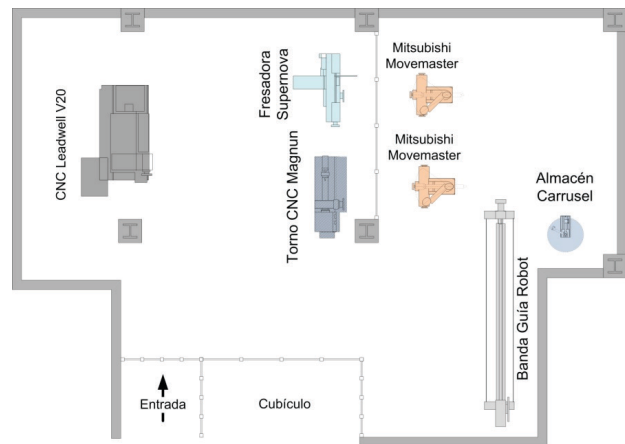 CNC Leadwell V20
Fresadora
Supernova
Mitsubishi
Movemaster
Mitsubishi
Movemaster
Torno CNC Magnun
Almacén
Carrusel
Banda Guía Robot
Entrada
Cubículo